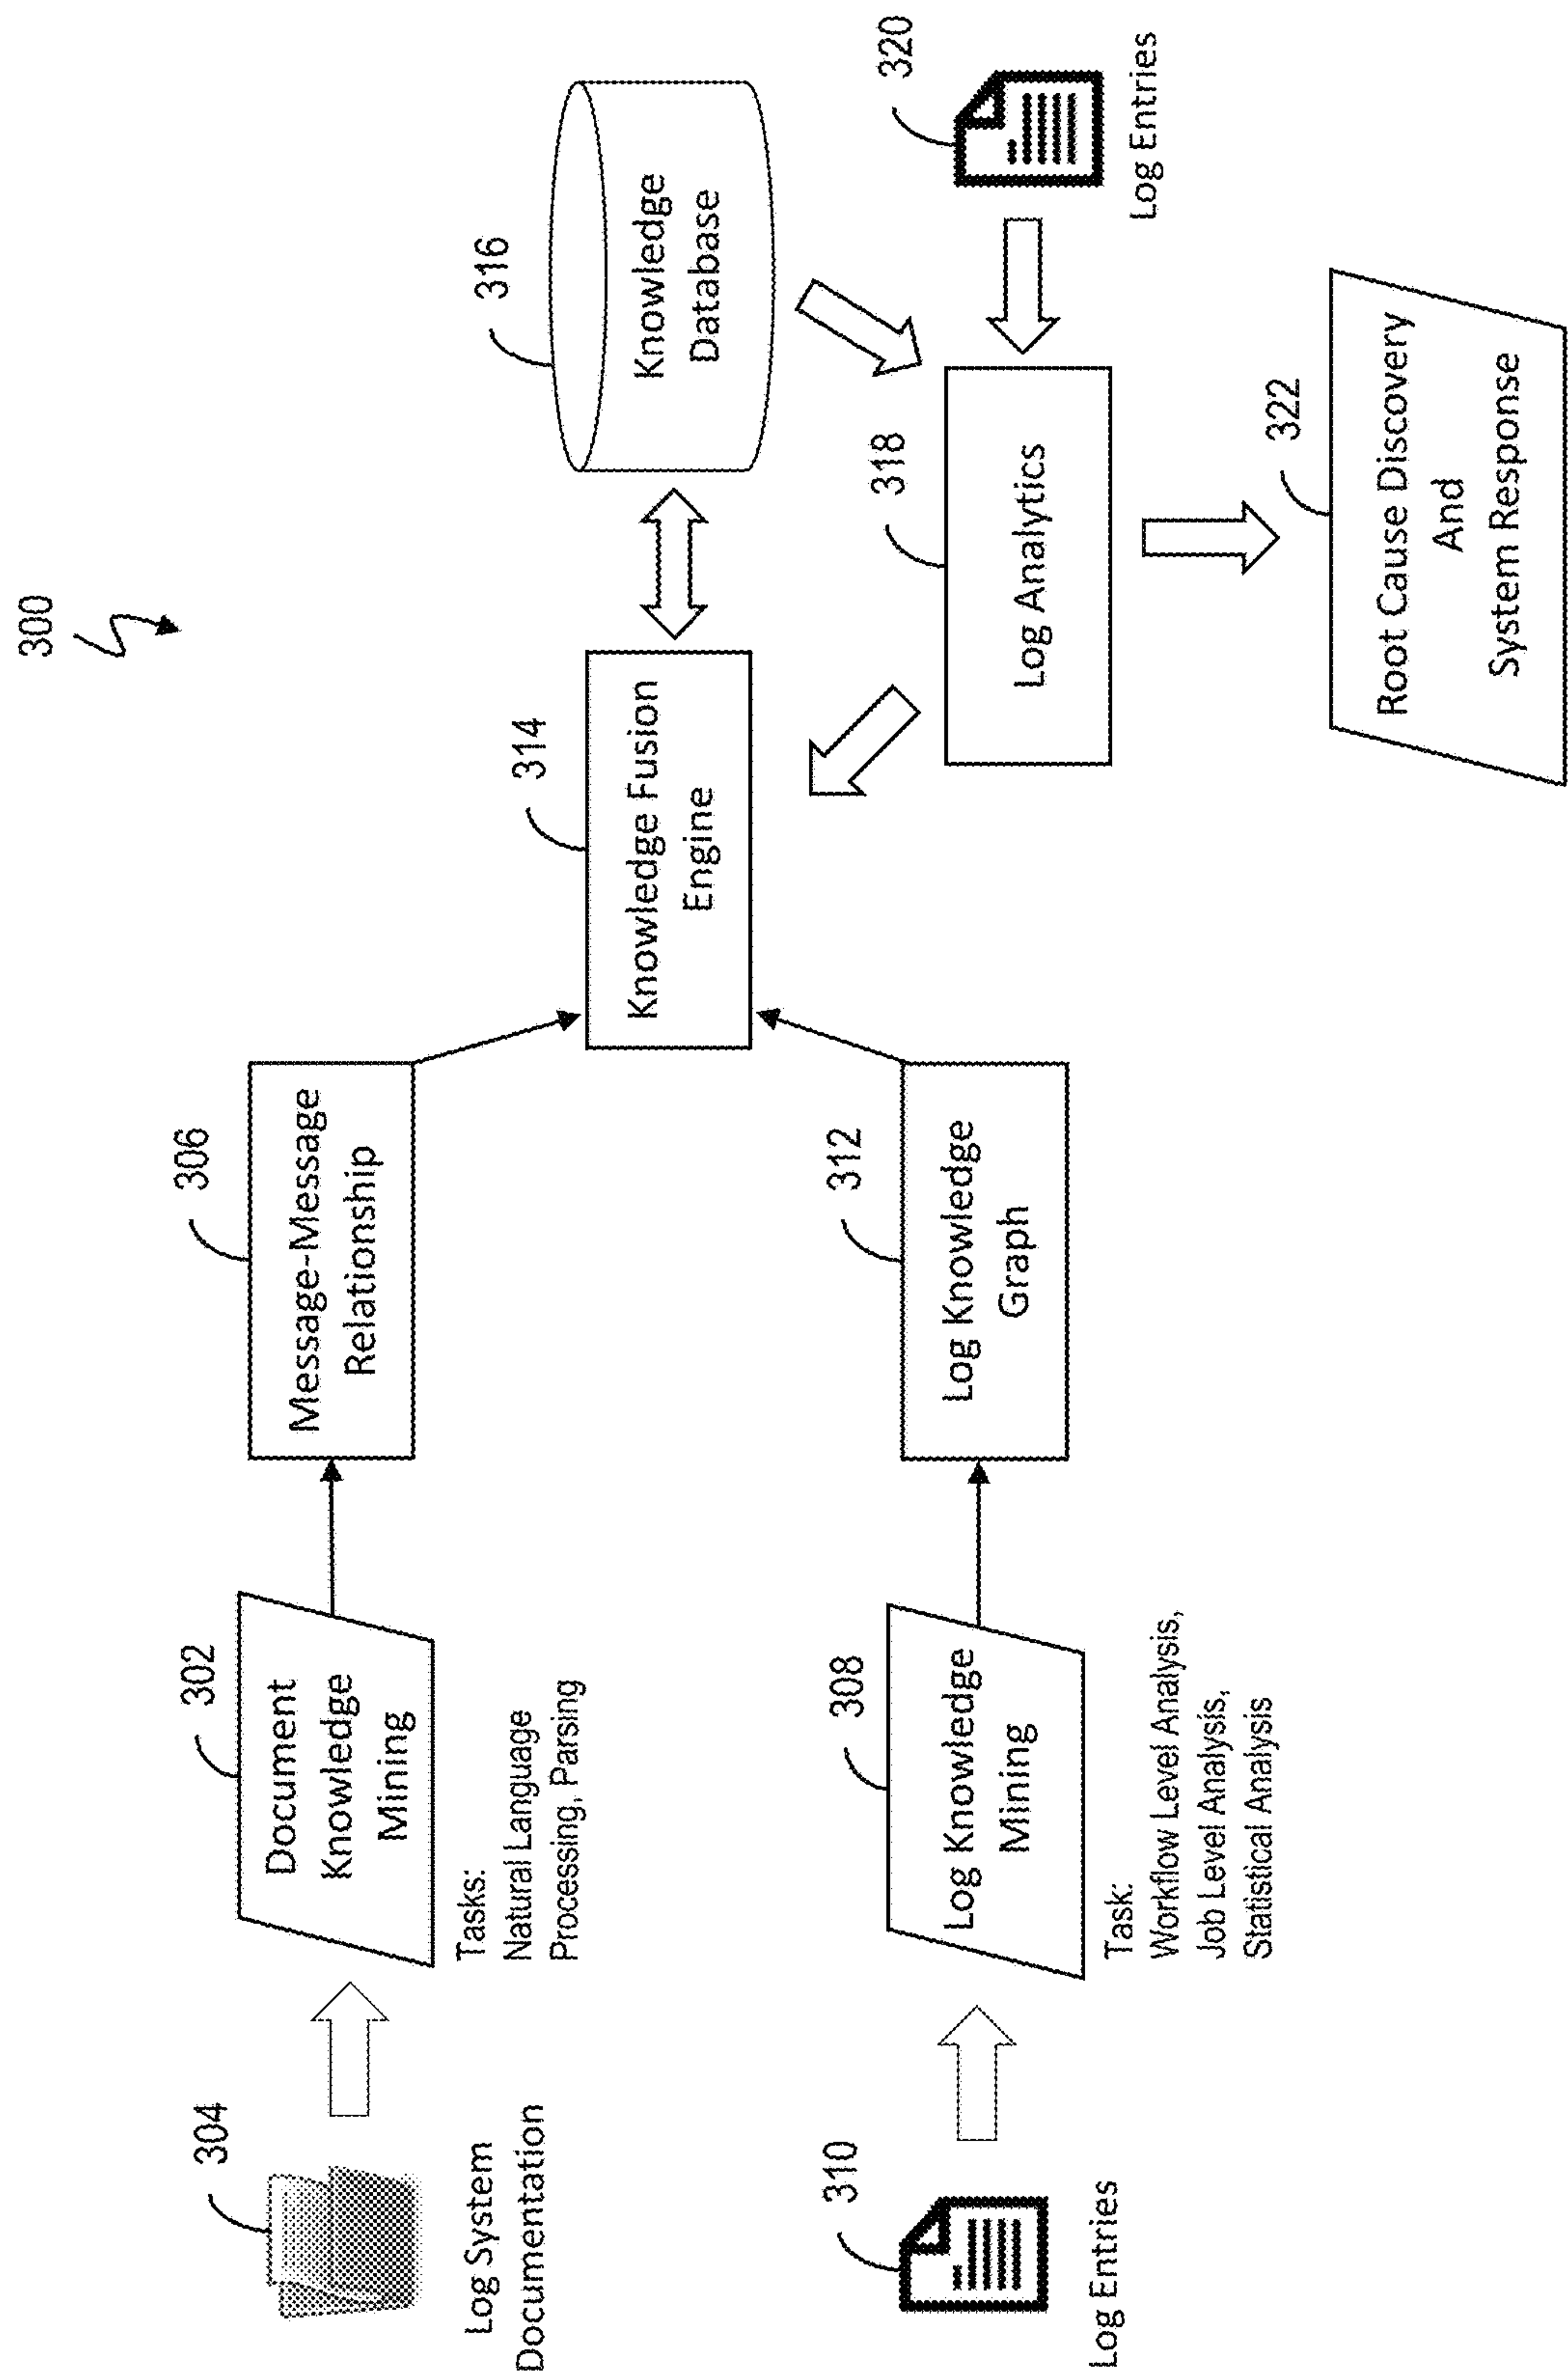 300
304
Log System
Documentation
302
Document
Knowledge
Mining
Tasks:
Natural Language
Processing, Parsing
306
Message-Message
Relationship
310
Log Entries
308
Log Knowledge
Mining
Task:
Workflow Level Analysis,
Job Level Analysis,
Statistical Analysis
312
Log Knowledge
Graph
314
Knowledge Fusion
Engine
316
Knowledge
Database
318
Log Analytics
320
Log Entries
322
Root Cause Discovery
And
System Response